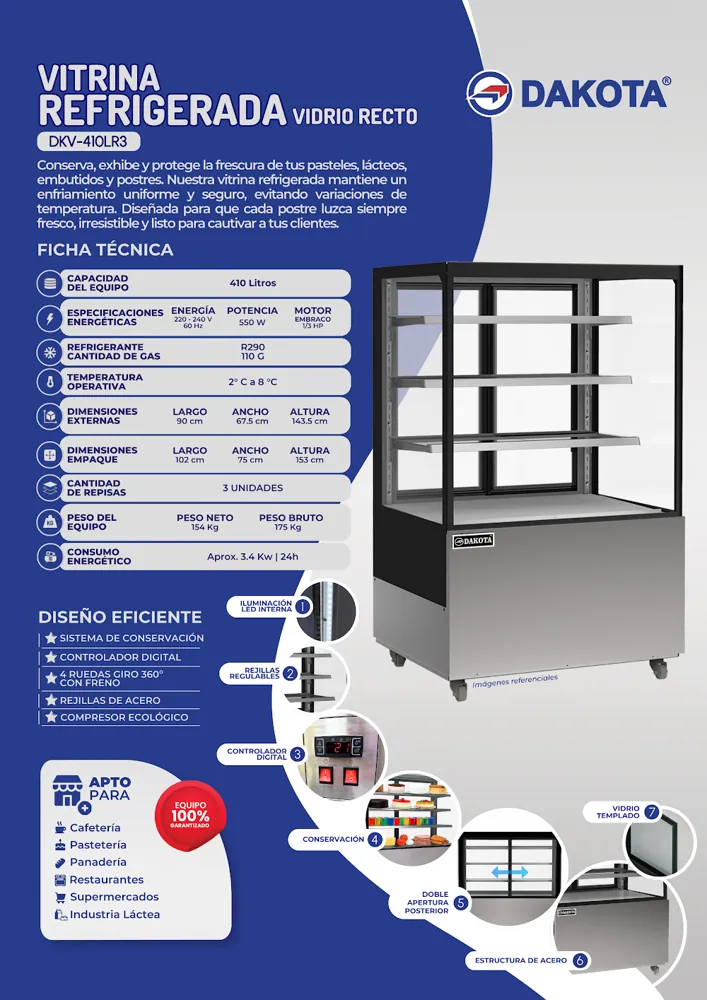 VITRINA
REFRIGERADA VIDRIO RECTO
DKV-410LR3
DAKOTA®
Conserva, exhibe y protege la frescura de tus pasteles, lácteos,
embutidos y postres. Nuestra vitrina refrigerada mantiene un
enfriamiento uniforme y seguro, evitando variaciones de
temperatura. Diseñada para que cada postre luzca siempre
fresco, irresistible y listo para cautivar a tus clientes.
FICHA TÉCNICA
CAPACIDAD
DEL EQUIPO
410 Litros
ESPECIFICACIONES
ENERGÉTICAS
ENERGÍA
220 - 240 V
60 Hz
POTENCIA
550 W
MOTOR
EMBRACO
1/3 HP
REFRIGERANTE
CANTIDAD DE GAS
R290
110 G
TEMPERATURA
OPERATIVA
2° C a 8 °C
DIMENSIONES
EXTERNAS
LARGO
90 cm
ANCHO
67.5 cm
ALTURA
143.5 cm
DIMENSIONES
EMPAQUE
LARGO
102 cm
ANCHO
75 cm
ALTURA
153 cm
CANTIDAD
DE REPISAS
3 UNIDADES
KG
PESO DEL
EQUIPO
PESO NETO
154 Kg
PESO BRUTO
175 Kg
CONSUMO
ENERGÉTICO
Aprox. 3.4 Kw | 24h
DAKOTA
Imágenes referenciales
DISEÑO EFICIENTE
SISTEMA DE CONSERVACIÓN
CONTROLADOR DIGITAL
4 RUEDAS GIRO 360°
CON FRENO
REJILLAS DE ACERO
COMPRESOR ECOLÓGICO
ILUMINACIÓN
LED INTERNA
1
REJILLAS
REGULABLES
2
CONTROLADOR
DIGITAL
3
CONSERVACIÓN
4
DOBLE
APERTURA
POSTERIOR
5
ESTRUCTURA DE ACERO
6
VIDRIO
TEMPLADO
7
APTO
PARA
EQUIPO
100%
GARANTIZADO
Cafetería
Pastetería
Panadería
Restaurantes
Supermercados
Industria Láctea